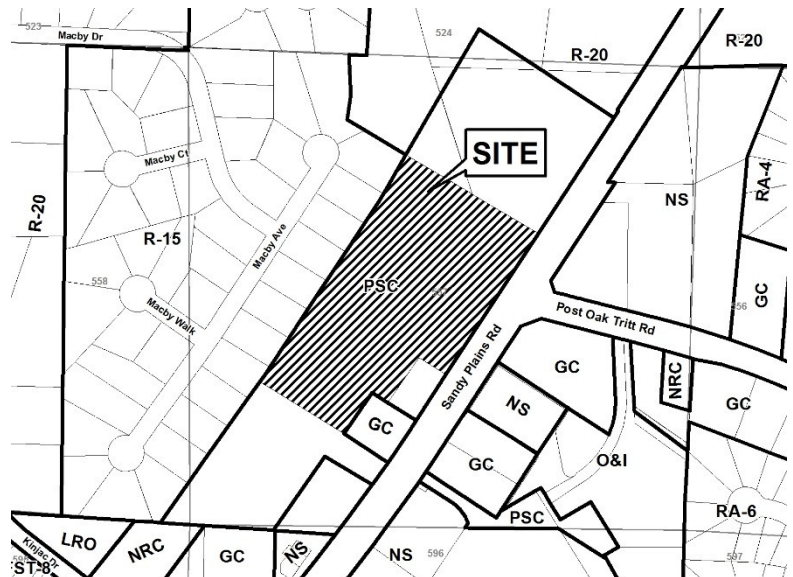 523
Macby Dr
524
R-20
R-20
SITE
Macby Ct
R-20
R-15
NS
RA-4
Macby Ave
558
PSC
Macby Walk
Post Oak Tritt Rd
556
GC
Sandy Plains Rd
GC
NRC
GC
NS
GC
GC
O&I
PSC
RA-6
LRO
NRC
GC
NS
NS
596
597
Kinjac Dr
ST-8